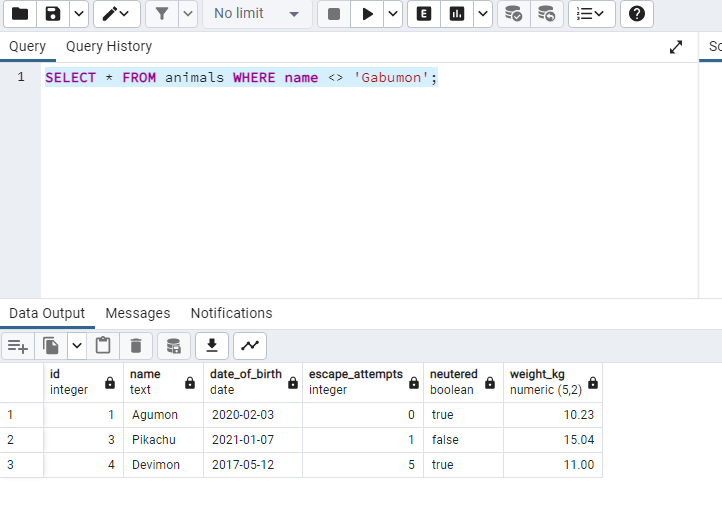 No limit
E
Query Query History
Sc
1 SELECT * FROM animals WHERE name <> 'Gabumon';
Data Output Messages Notifications
id name date_of_birth escape_attempts neutered weight_kg
integer text date integer boolean numeric (5,2)
1 1 Agumon 2020-02-03 0 true 10.23
2 3 Pikachu 2021-01-07 1 false 15.04
3 4 Devimon 2017-05-12 5 true 11.00